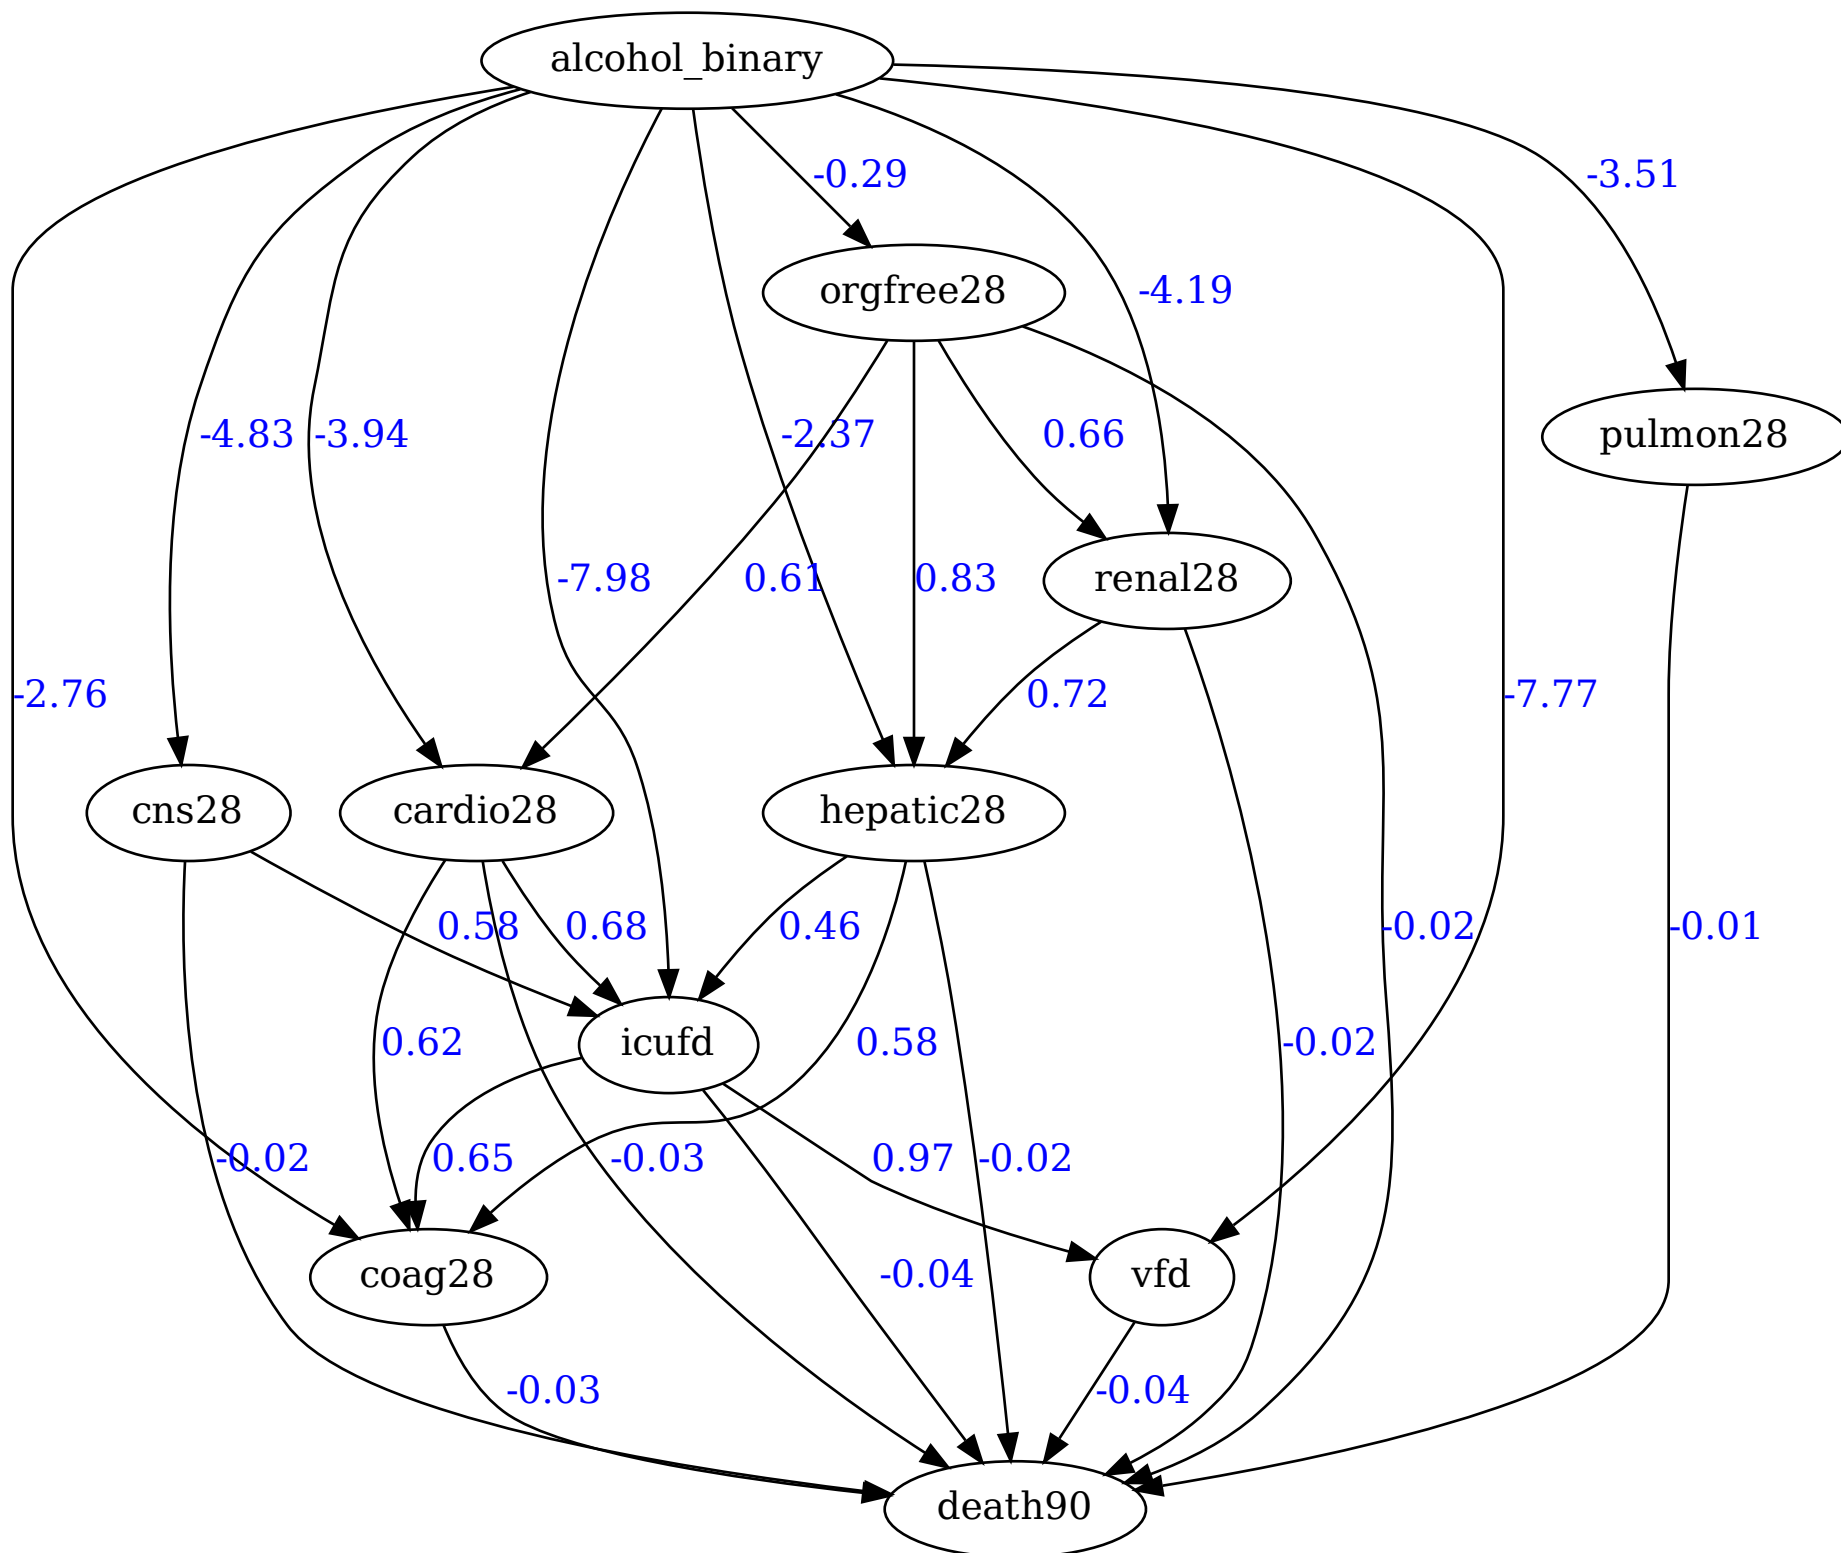 alcohol_binary
-0.29
-3.51
orgfree28
-4.19
-4.83
-3.94
-2.37
0.66
pulmon28
-7.98
0.61
0.83
renal28
-2.76
0.72
-7.77
cns28
cardio28
hepatic28
0.58
0.68
0.46
-0.02
-0.01
icufd
0.62
0.58
-0.02
-0.02
0.65
-0.03
0.97
-0.02
coag28
-0.04
vfd
-0.03
-0.04
death90